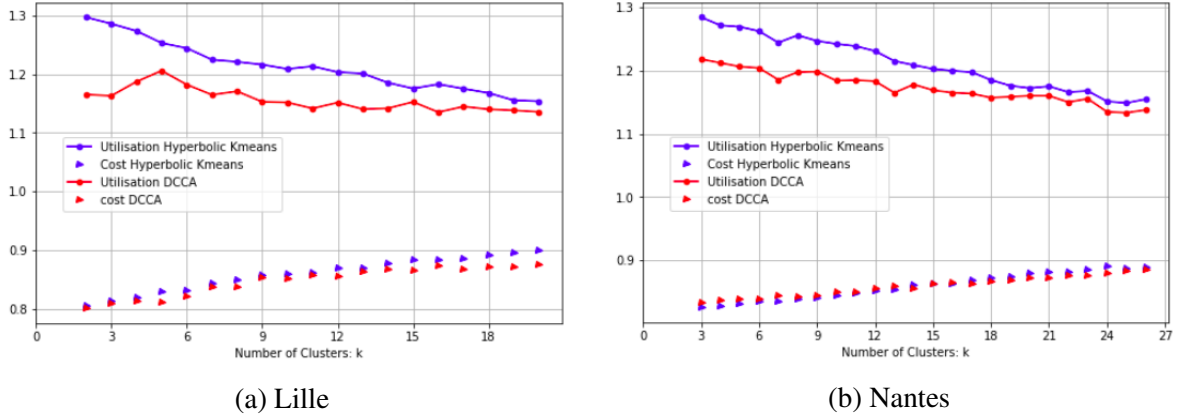 1.3
1.2
1.1
1.0
0.9
0.8
Utilisation Hyperbolic Kmeans
Cost Hyperbolic Kmeans
Utilisation DCCA
cost DCCA
0 3 6 9 12 15 18
Number of Clusters: k
(a) Lille
1.3
1.2
1.1
1.0
0.9
Utilisation Hyperbolic Kmeans
Cost Hyperbolic Kmeans
Utilisation DCCA
cost DCCA
0 3 6 9 12 15 18 21 24 27
Number of Clusters: k
(b) Nantes